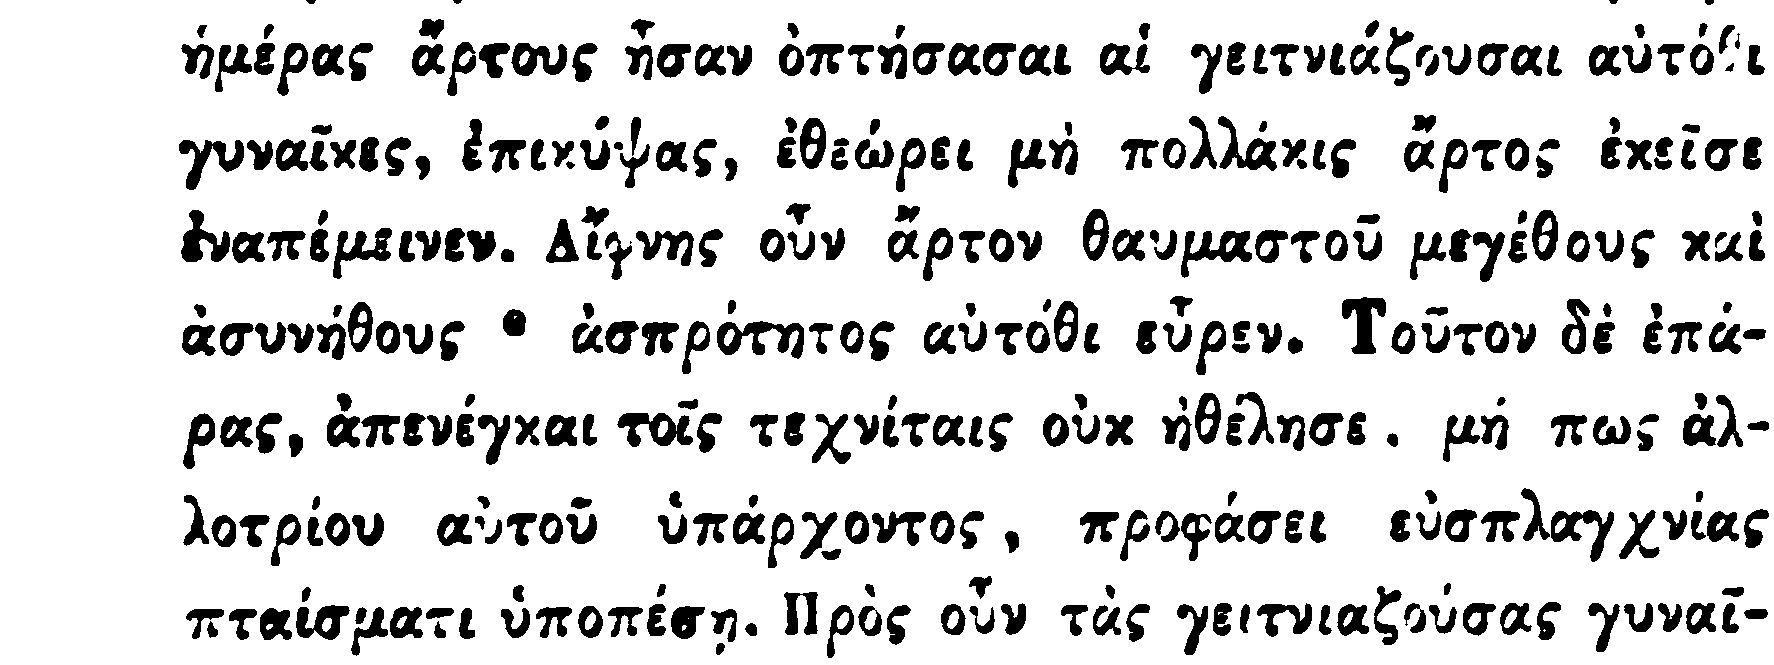 ἡμέρας ἄρτους ἦσαν ὀπτήσασαι αἱ γειτνιάζουσαι αὐτόθι
γυναῖκες, ἐπικύψας, ἐθεώρει μὴ πολλάκις ἄρτος ἐκεῖσε
ἐναπέμεινεν. Αἴφνης οὖν ἄρτον θαυμαστοῦ μεγέθους καὶ
ἀσυνήθους • ἀσπρότητος αὐτόθι εὗρεν. Τοῦτον δὲ ἐπά-
ρας, ἀπενέγκαι τοῖς τεχνίταις οὐκ ἠθέλησε. μή πως ἀλ-
λοτρίου αὐτοῦ ὑπάρχοντος, προφάσει εὐσπλαγχνίας
πταίσματι ὑποπέσῃ. Πρὸς οὖν τὰς γειτνιαζούσας γυναῖ-